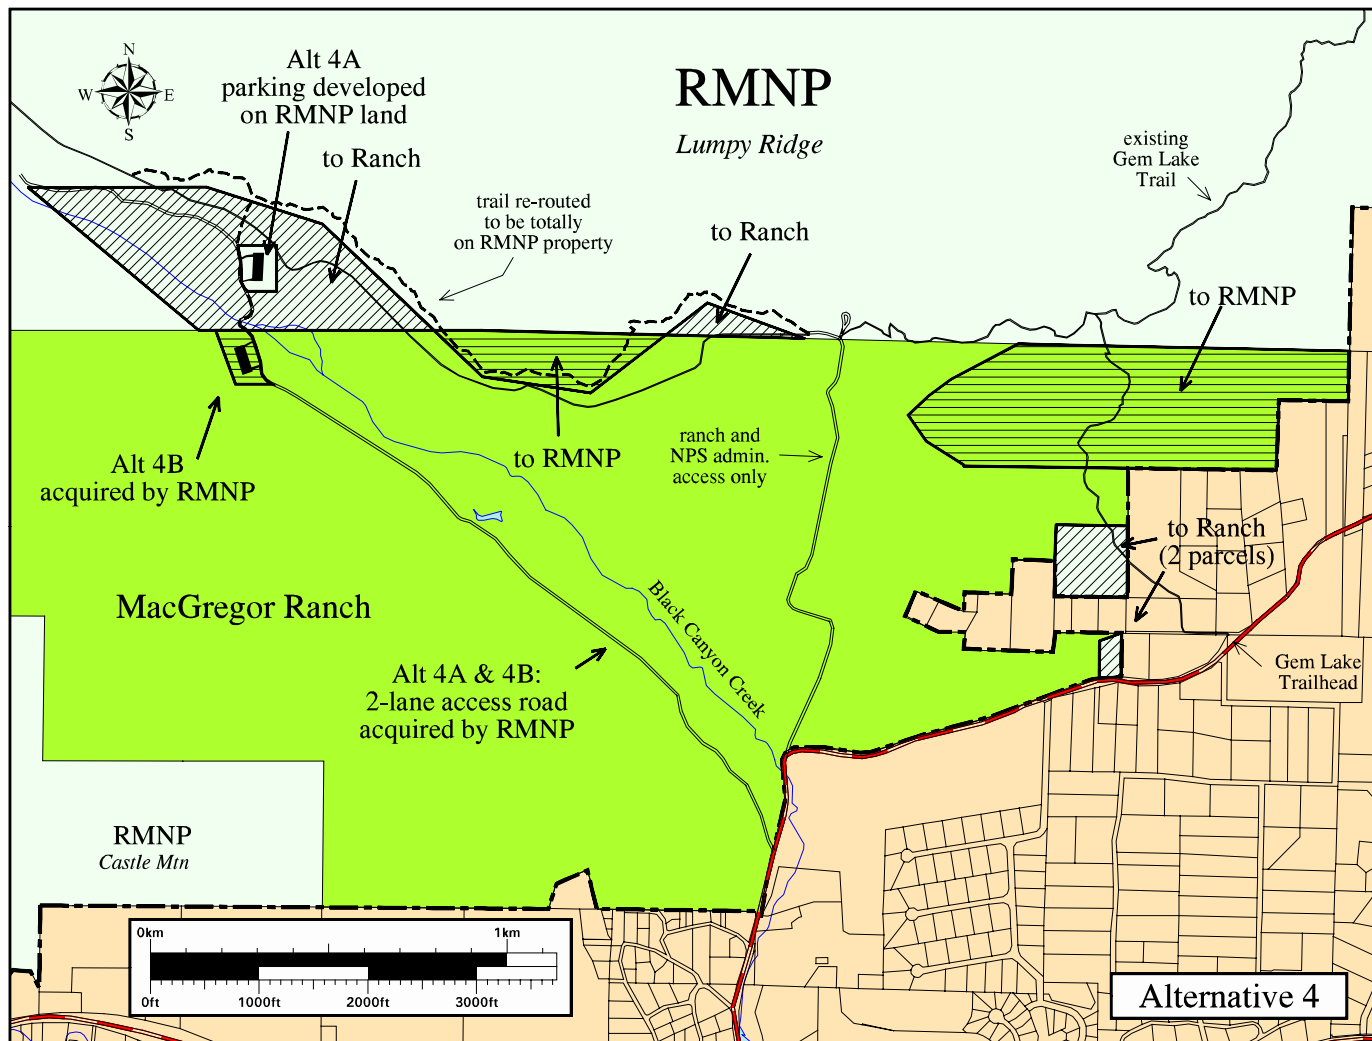 N
W E
S
Alt 4A
parking developed
on RMNP land
to Ranch
RMNP
Lumpy Ridge
existing
Gem Lake
Trail
trail re-routed
to be totally
on RMNP property
to Ranch
to RMNP
Alt 4B
acquired by RMNP
to RMNP
ranch and
NPS admin.
access only
to Ranch
(2 parcels)
MacGregor Ranch
Black Canyon Creek
Alt 4A & 4B:
2-lane access road
acquired by RMNP
Gem Lake
Trailhead
RMNP
Castle Mtn
0km 1km
0ft 1000ft 2000ft 3000ft
Alternative 4